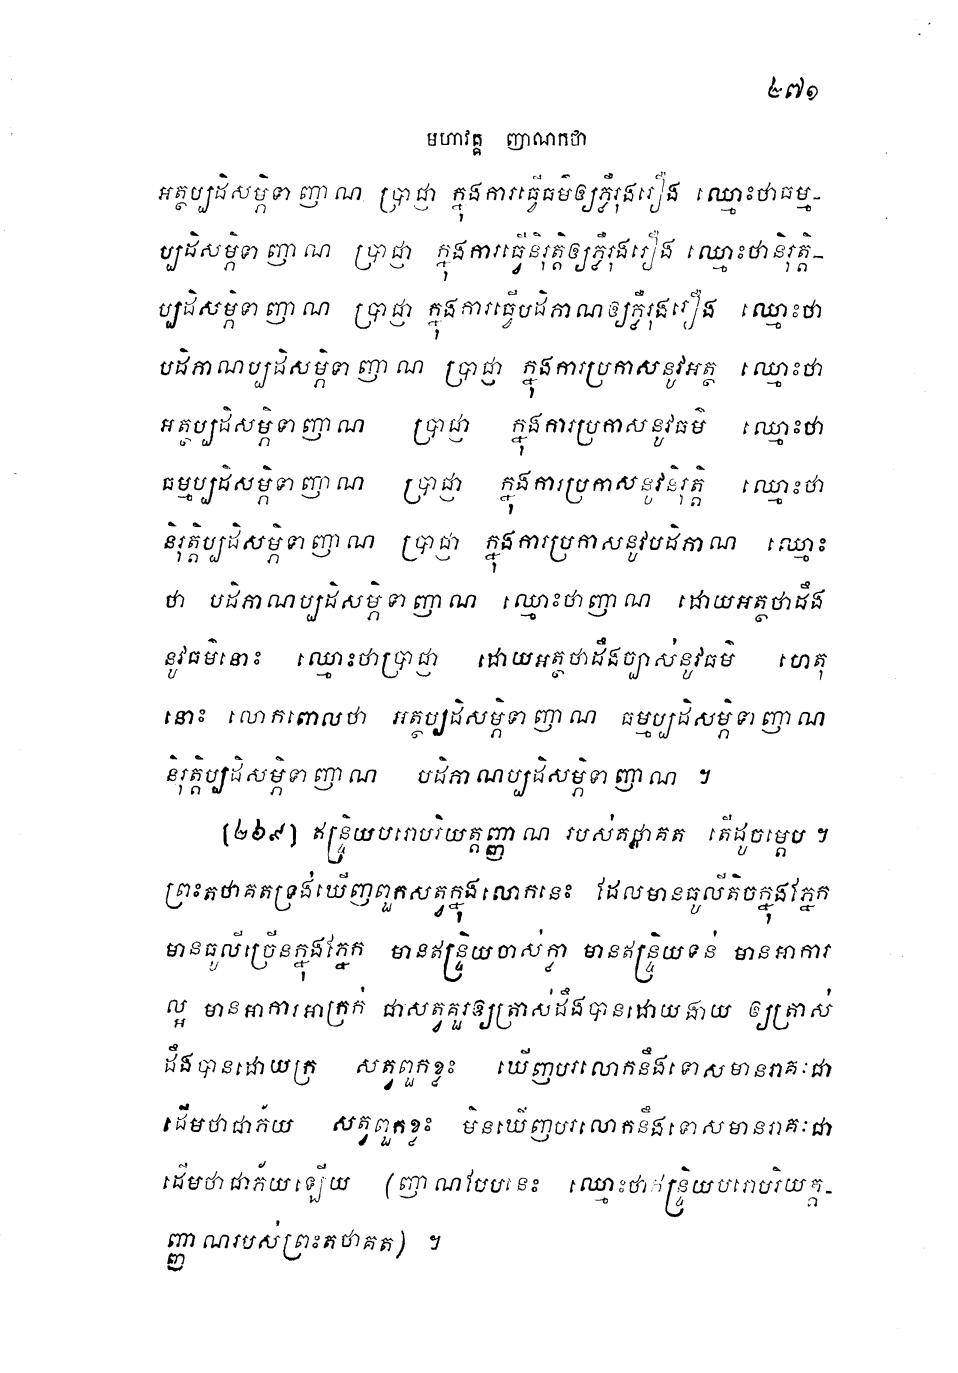 ២៧១
មហាវគ្គ ញាណកថា
អត្ថប្បដិសម្ភិទាញាណ ប្រាជ្ញា ក្នុងការធ្វើធម៌ឲ្យភ្លឺរុងរឿង ឈ្មោះថាធម្ម-
ប្បដិសម្ភិទាញាណ ប្រាជ្ញា ក្នុងការធ្វើនិរុត្តិឲ្យភ្លឺរុងរឿង ឈ្មោះថានិរុត្តិ-
ប្បដិសម្ភិទាញាណ ប្រាជ្ញា ក្នុងការធ្វើបដិភាណឲ្យភ្លឺរុងរឿង ឈ្មោះថា
បដិភាណប្បដិសម្ភិទាញាណ ប្រាជ្ញា ក្នុងការប្រកាសនូវអត្ថ ឈ្មោះថា
អត្ថប្បដិសម្ភិទាញាណ ប្រាជ្ញា ក្នុងការប្រកាសនូវធម៌ ឈ្មោះថា
ធម្មប្បដិសម្ភិទាញាណ ប្រាជ្ញា ក្នុងការប្រកាសនូវនិរុត្តិ ឈ្មោះថា
និរុត្តិប្បដិសម្ភិទាញាណ ប្រាជ្ញា ក្នុងការប្រកាសនូវបដិភាណ ឈ្មោះ
ថា បដិភាណប្បដិសម្ភិទាញាណ ឈ្មោះថាញាណ ដោយអត្ថថាដឹង
នូវធម៌នោះ ឈ្មោះថាប្រាជ្ញា ដោយអត្ថថាដឹងច្បាស់នូវធម៌ ហេតុ
នោះ លោកពោលថា អត្ថប្បដិសម្ភិទាញាណ ធម្មប្បដិសម្ភិទាញាណ
និរុត្តិប្បដិសម្ភិទាញាណ បដិភាណប្បដិសម្ភិទាញាណ ។
[២៦៩] ឥន្ទ្រិយបរោបរិយត្តញ្ញាណ របស់តថាគត តើដូចម្តេច ។
ព្រះតថាគតទ្រង់ឃើញពួកសត្វក្នុងលោកនេះ ដែលមានធូលីតិចក្នុងភ្នែក
មានធូលីច្រើនក្នុងភ្នែក មានឥន្ទ្រិយចាស់ក្លា មានឥន្ទ្រិយទន់ មានអាការ
ល្អ មានអាការអាក្រក់ ជាសត្វគួរឱ្យត្រាស់ដឹងបានដោយងាយ ឲ្យត្រាស់
ដឹងបានដោយក្រ សត្វពួកខ្លះ ឃើញបរលោកនឹងទោសមានរាគៈជា
ដើមថាជាភ័យ សត្វពួកខ្លះ មិនឃើញបរលោកនឹងទោសមានរាគៈជា
ដើមថាជាភ័យឡើយ (ញាណបែបនេះ ឈ្មោះថាឥន្ទ្រិយបរោបរិយត្ត-
ញ្ញាណរបស់ព្រះតថាគត) ។